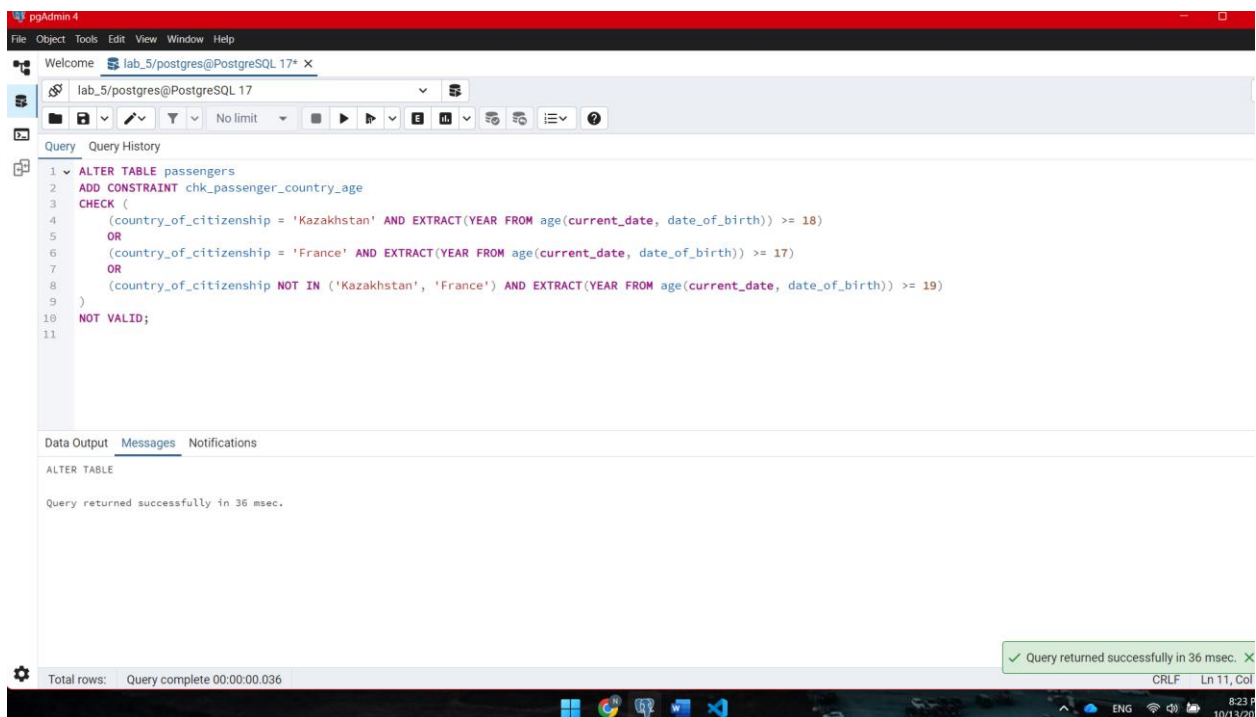 pgAdmin 4
File Object Tools Edit View Window Help
Welcome lab_5/postgres@PostgreSQL 17* X
lab_5/postgres@PostgreSQL 17
No limit
Query Query History
1 ALTER TABLE passengers
2 ADD CONSTRAINT chk_passenger_country_age
3 CHECK (
4 (country_of_citizenship = 'Kazakhstan' AND EXTRACT(YEAR FROM age(current_date, date_of_birth)) >= 18)
5 OR
6 (country_of_citizenship = 'France' AND EXTRACT(YEAR FROM age(current_date, date_of_birth)) >= 17)
7 OR
8 (country_of_citizenship NOT IN ('Kazakhstan', 'France') AND EXTRACT(YEAR FROM age(current_date, date_of_birth)) >= 19)
9 )
10 NOT VALID;
11
Data Output Messages Notifications
ALTER TABLE
Query returned successfully in 36 msec.
Query returned successfully in 36 msec. X
Total rows: Query complete 00:00:00.036 CRLF Ln 11, Col
ENG 8:23
10/13/20